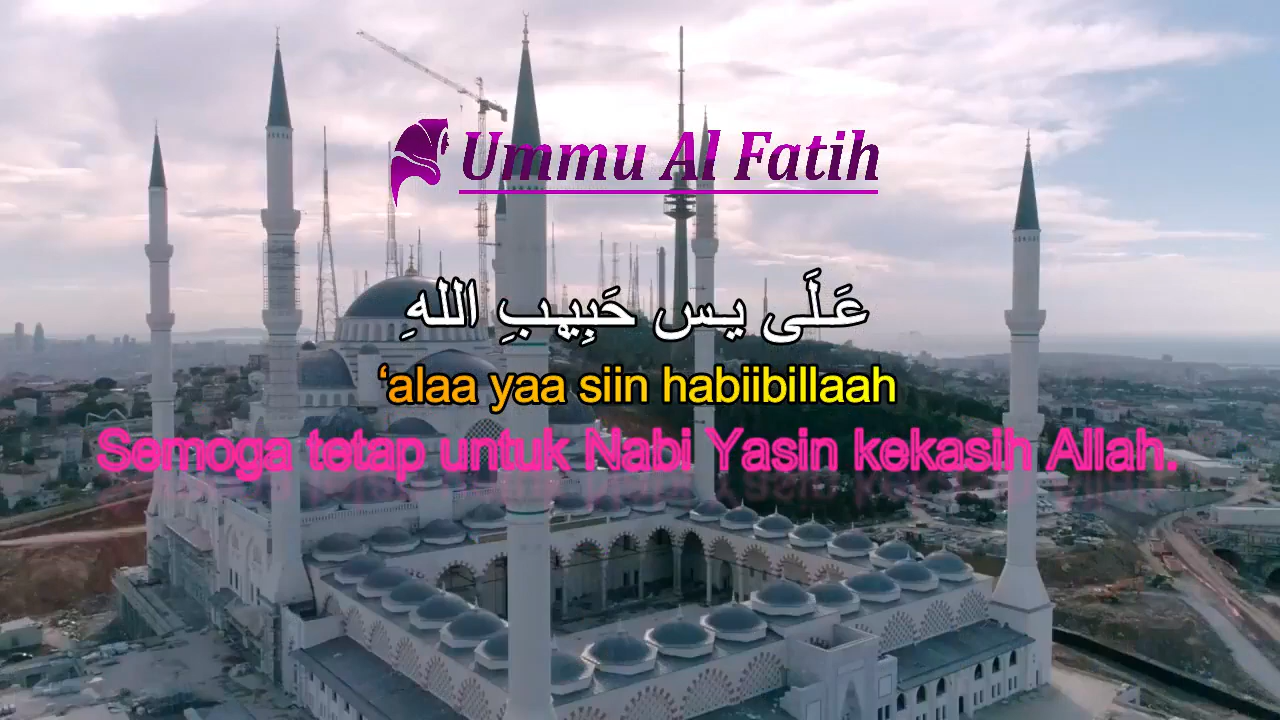 Ummu Al Fatih
عَلَى يس حَبِيبِ اللهِ
‘alaa yaa siin habiibillaah
Semoga tetap untuk Nabi Yasin kekasih Allah.